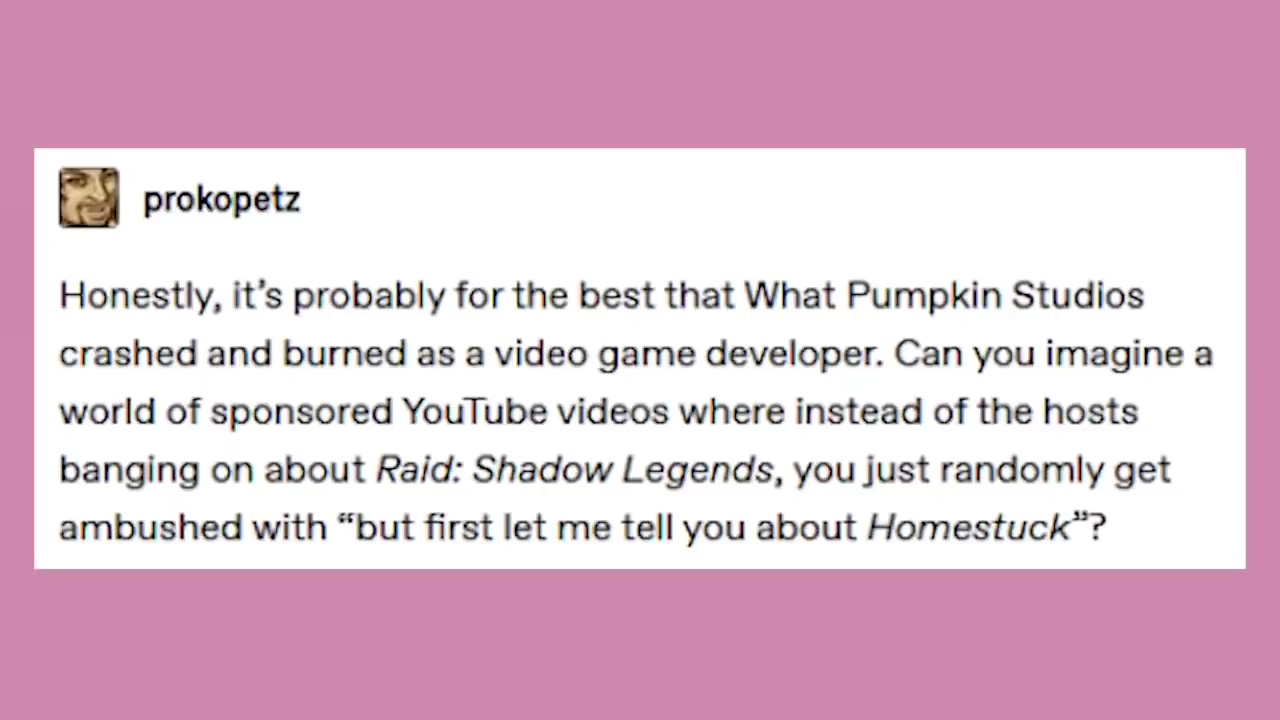 prokopetz
Honestly, it’s probably for the best that What Pumpkin Studios
crashed and burned as a video game developer. Can you imagine a
world of sponsored YouTube videos where instead of the hosts
banging on about Raid: Shadow Legends, you just randomly get
ambushed with “but first let me tell you about Homestuck”?